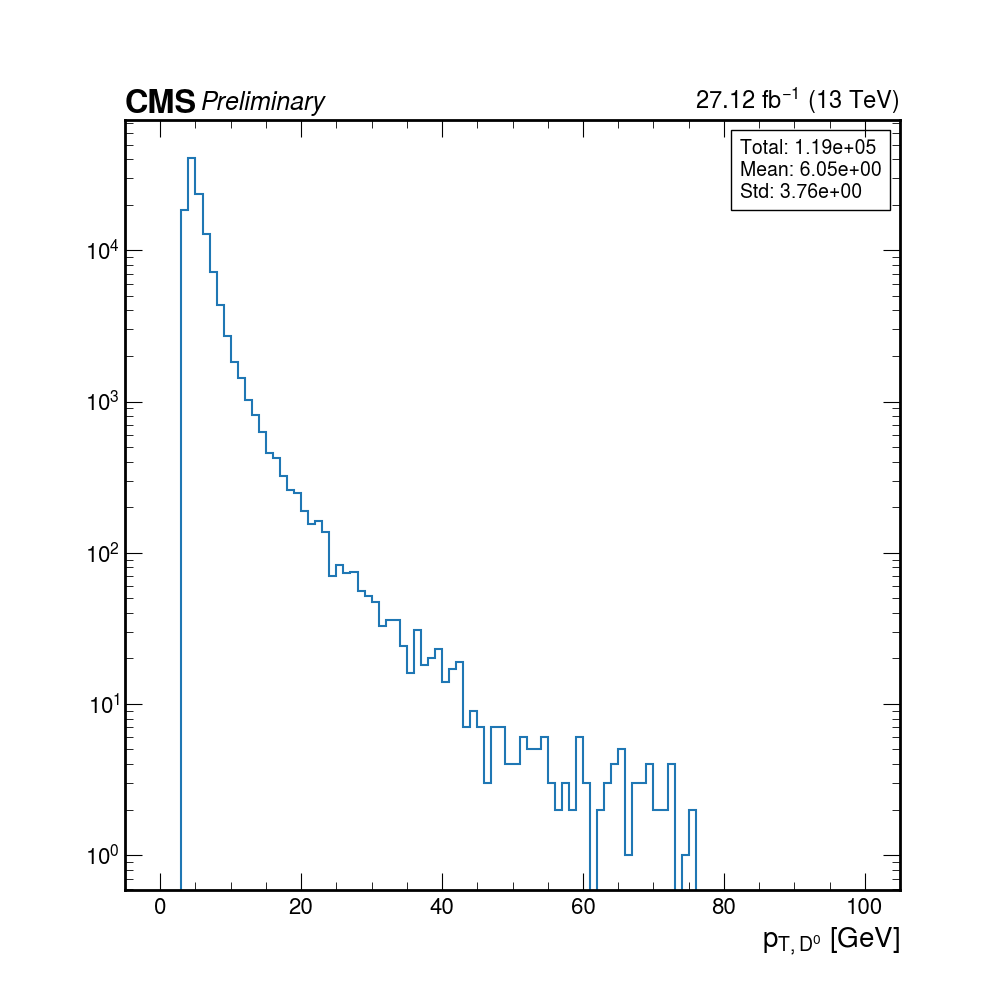 CMS Preliminary 27.12 fb⁻¹ (13 TeV)
Total: 1.19e+05
Mean: 6.05e+00
Std: 3.76e+00
10⁴
10³
10²
10¹
10⁰
0 20 40 60 80 100
p_{T, D⁰} [GeV]